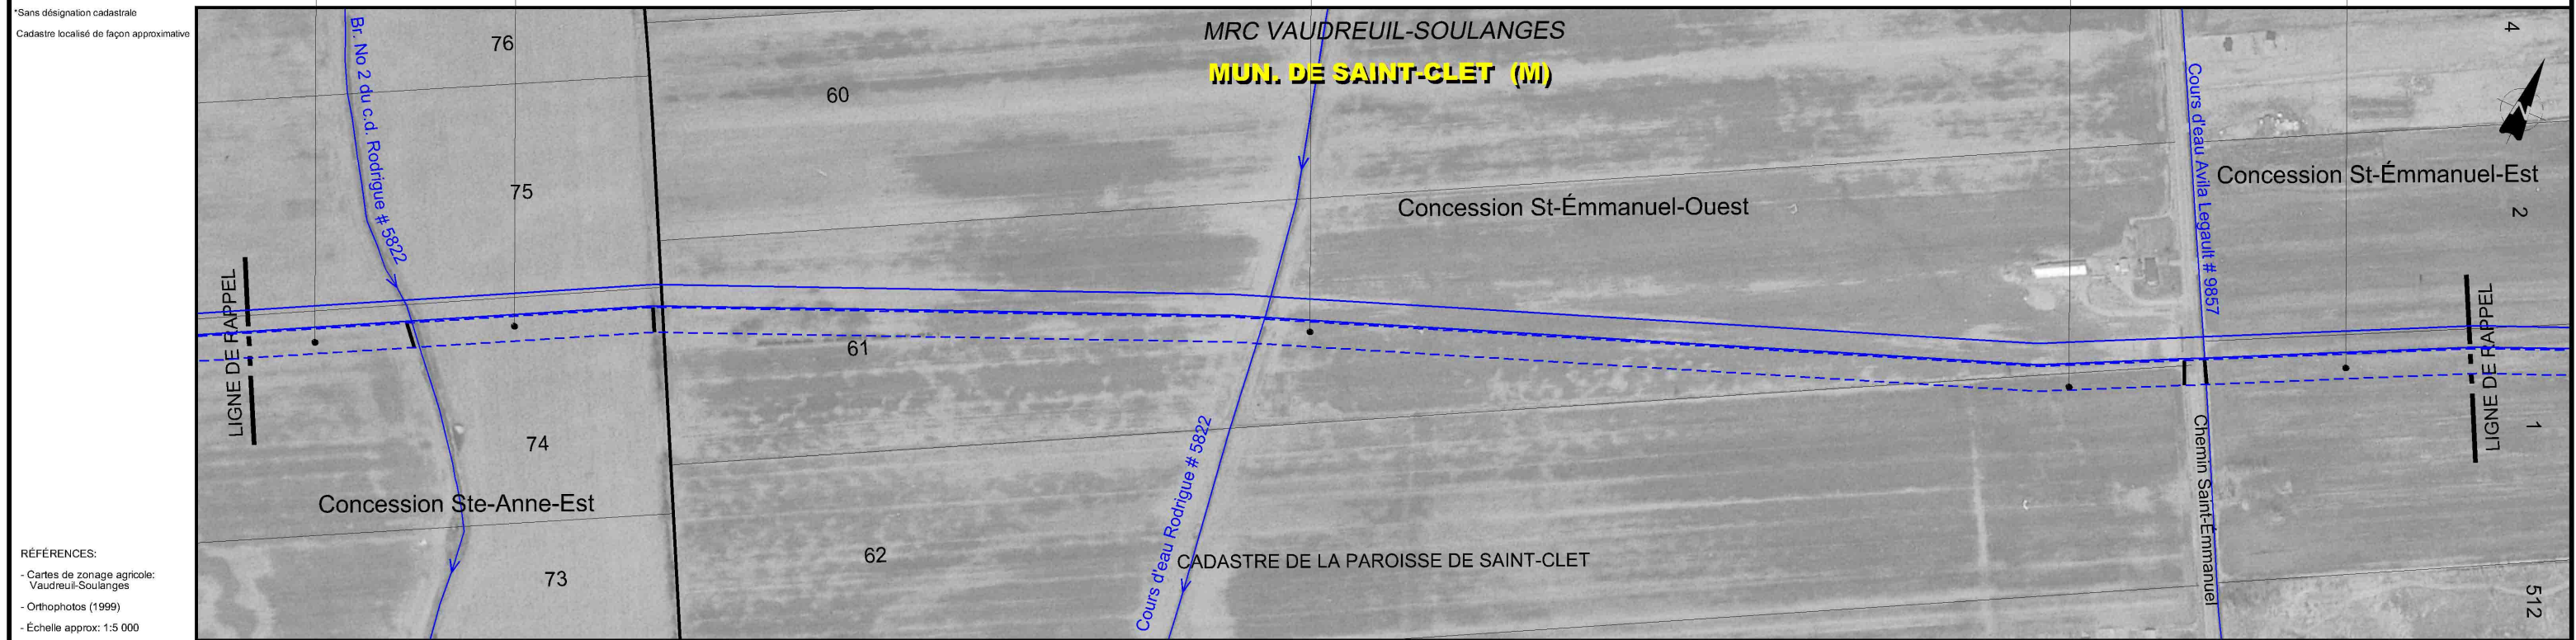 *Sans désignation cadastrale
Cadastre localisé de façon approximative
MRC VAUDREUIL-SOULANGES
MUN. DE SAINT-CLET (M)
76
60
4
Br. No 2 du c.d. Rodrigue # 5822
Cours d'eau Avila Legault # 9857
75
Concession St-Émmanuel-Ouest
Concession St-Émmanuel-Est
2
LIGNE DE RAPPEL
61
LIGNE DE RAPPEL
74
1
Concession Ste-Anne-Est
Cours d'eau Rodrigue # 5822
Chemin Saint-Emmanuel
62
CADASTRE DE LA PAROISSE DE SAINT-CLET
73
512
RÉFÉRENCES:
- Cartes de zonage agricole:
Vaudreuil-Soulanges
- Orthophotos (1999)
- Échelle approx: 1:5 000